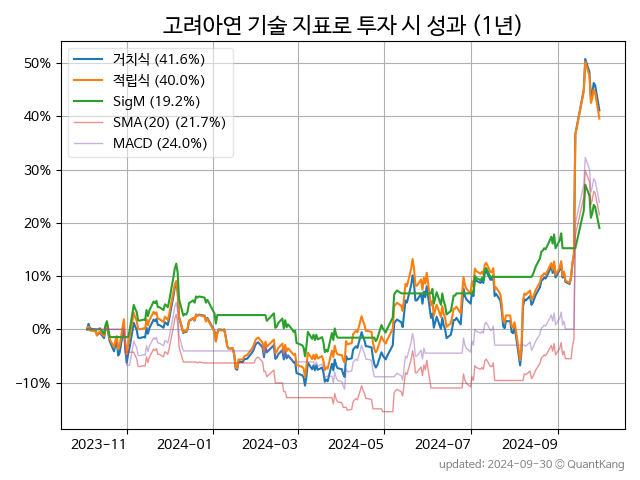 고려아연 기술 지표로 투자 시 성과 (1년)
거치식 (41.6%)
적립식 (40.0%)
SigM (19.2%)
SMA(20) (21.7%)
MACD (24.0%)
50%
40%
30%
20%
10%
0%
−10%
2023-11 2024-01 2024-03 2024-05 2024-07 2024-09
updated: 2024-09-30 © QuantKang